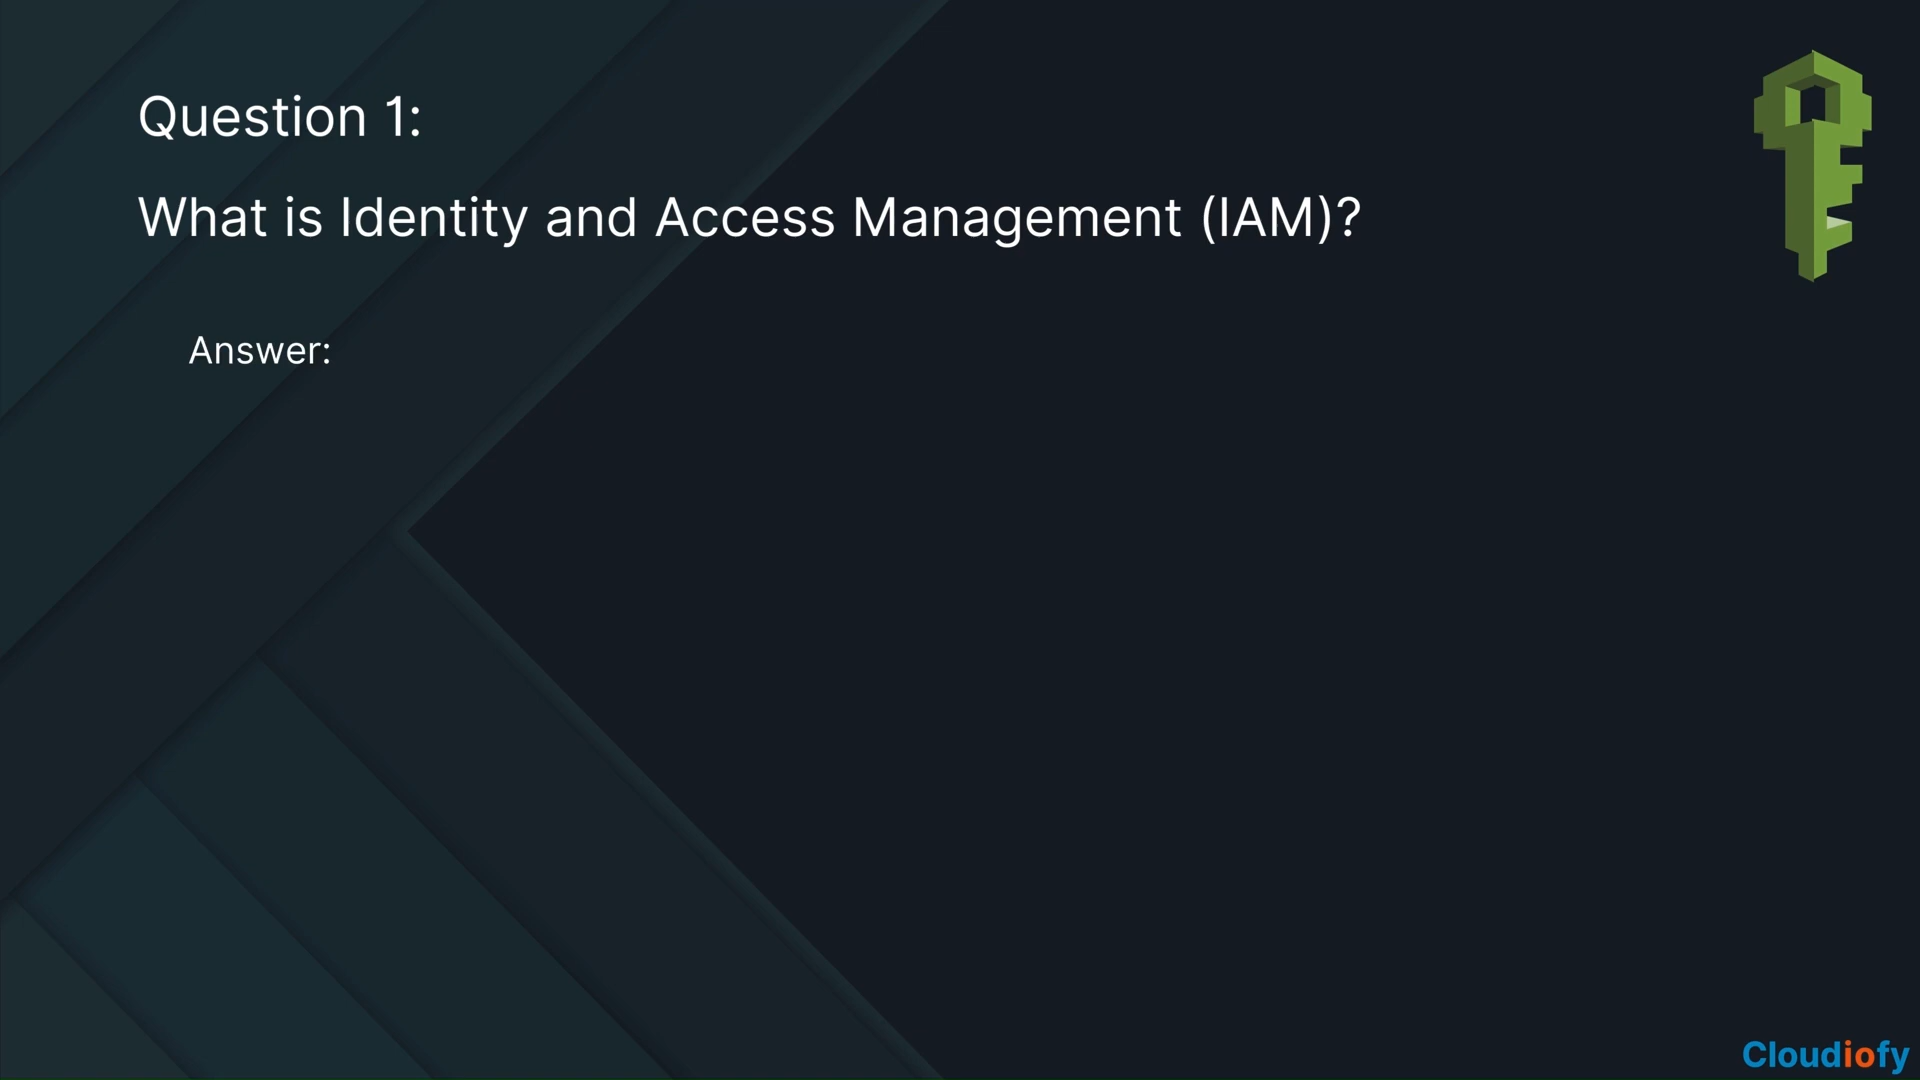 Question 1:
What is Identity and Access Management (IAM)?
Answer:
Cloudiofy